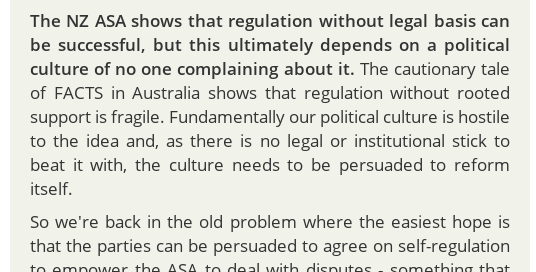 The NZ ASA shows that regulation without legal basis can
be successful, but this ultimately depends on a political
culture of no one complaining about it. The cautionary tale
of FACTS in Australia shows that regulation without rooted
support is fragile. Fundamentally our political culture is hostile
to the idea and, as there is no legal or institutional stick to
beat it with, the culture needs to be persuaded to reform
itself.
So we're back in the old problem where the easiest hope is
that the parties can be persuaded to agree on self-regulation
to empower the ASA to deal with disputes - something that